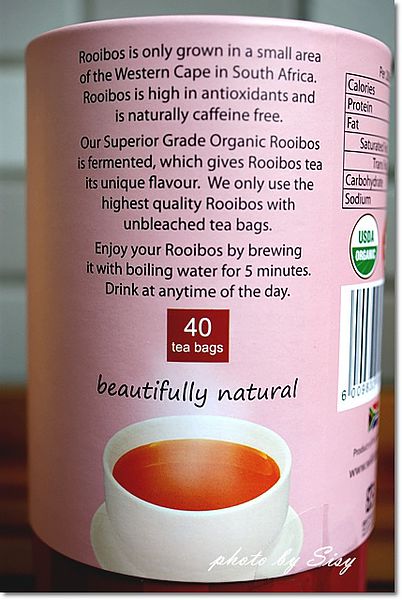 Rooibos is only grown in a small area
of the Western Cape in South Africa.
Rooibos is high in antioxidants and
is naturally caffeine free.
Our Superior Grade Organic Rooibos
is fermented, which gives Rooibos tea
its unique flavour. We only use the
highest quality Rooibos with
unbleached tea bags.
Enjoy your Rooibos by brewing
it with boiling water for 5 minutes.
Drink at anytime of the day.
40
tea bags
beautifully natural
Per
Calories
Protein
Fat
Saturated
Trans
Carbohydrate
Sodium
USDA
ORGANIC
photo by Sisy